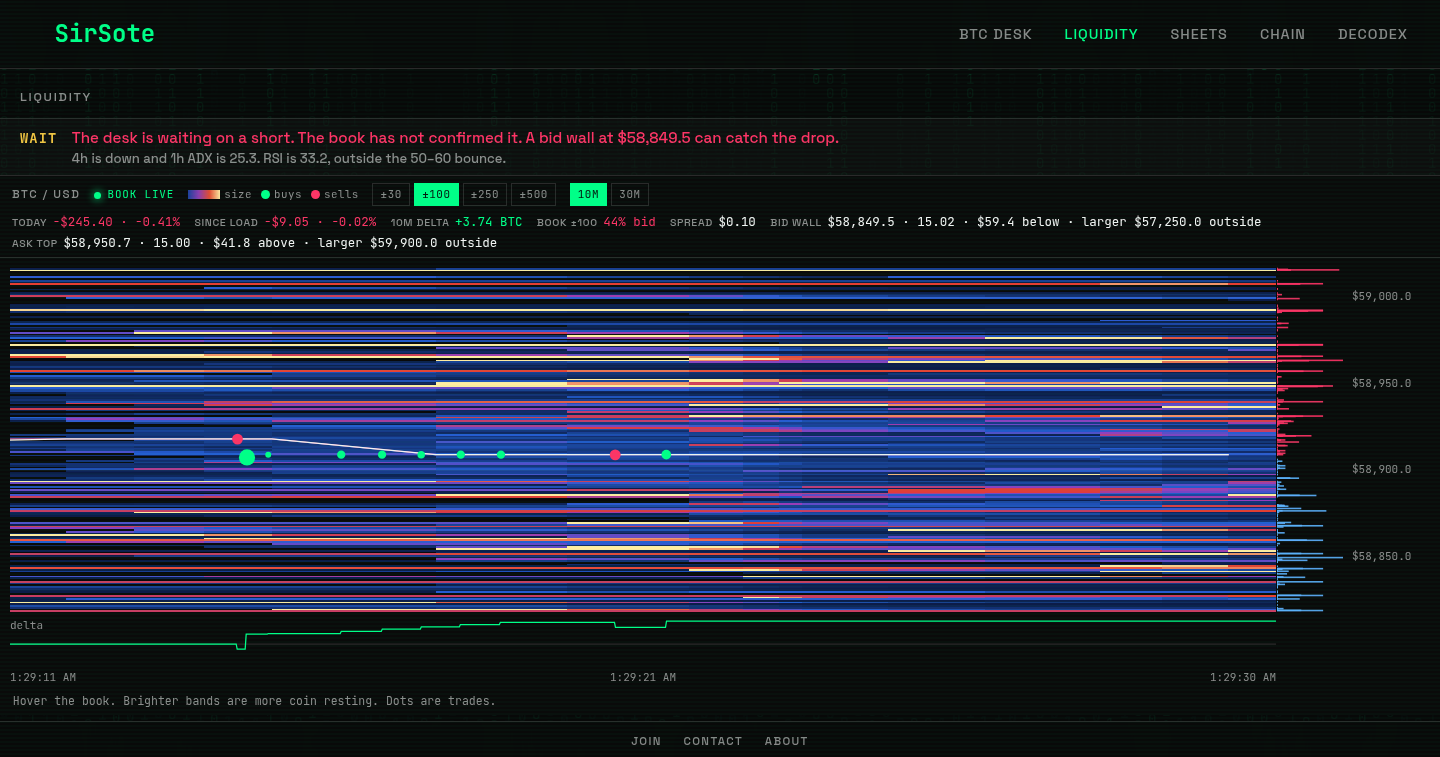 SirSote
BTC DESK LIQUIDITY SHEETS CHAIN DECODEX
LIQUIDITY
WAIT The desk is waiting on a short. The book has not confirmed it. A bid wall at $58,849.5 can catch the drop.
4h is down and 1h ADX is 25.3. RSI is 33.2, outside the 50–60 bounce.
BTC / USD BOOK LIVE size buys sells ±30 ±100 ±250 ±500 10M 30M
TODAY -$245.40 · -0.41% SINCE LOAD -$9.05 · -0.02% 10M DELTA +3.74 BTC BOOK ±100 44% bid SPREAD $0.10 BID WALL $58,849.5 · 15.02 · $59.4 below · larger $57,250.0 outside
ASK TOP $58,950.7 · 15.00 · $41.8 above · larger $59,900.0 outside
$59,000.0
$58,950.0
$58,900.0
$58,850.0
delta
1:29:11 AM 1:29:21 AM 1:29:30 AM
Hover the book. Brighter bands are more coin resting. Dots are trades.
JOIN CONTACT ABOUT